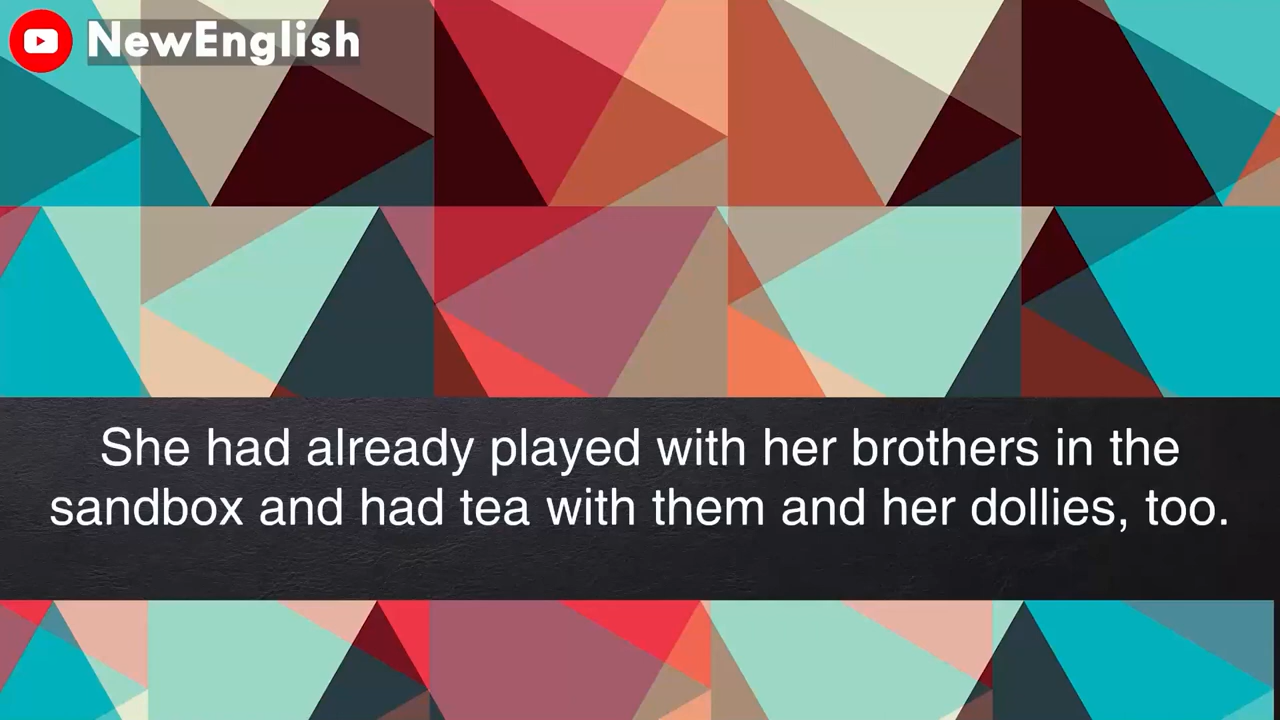 NewEnglish
She had already played with her brothers in the
sandbox and had tea with them and her dollies, too.